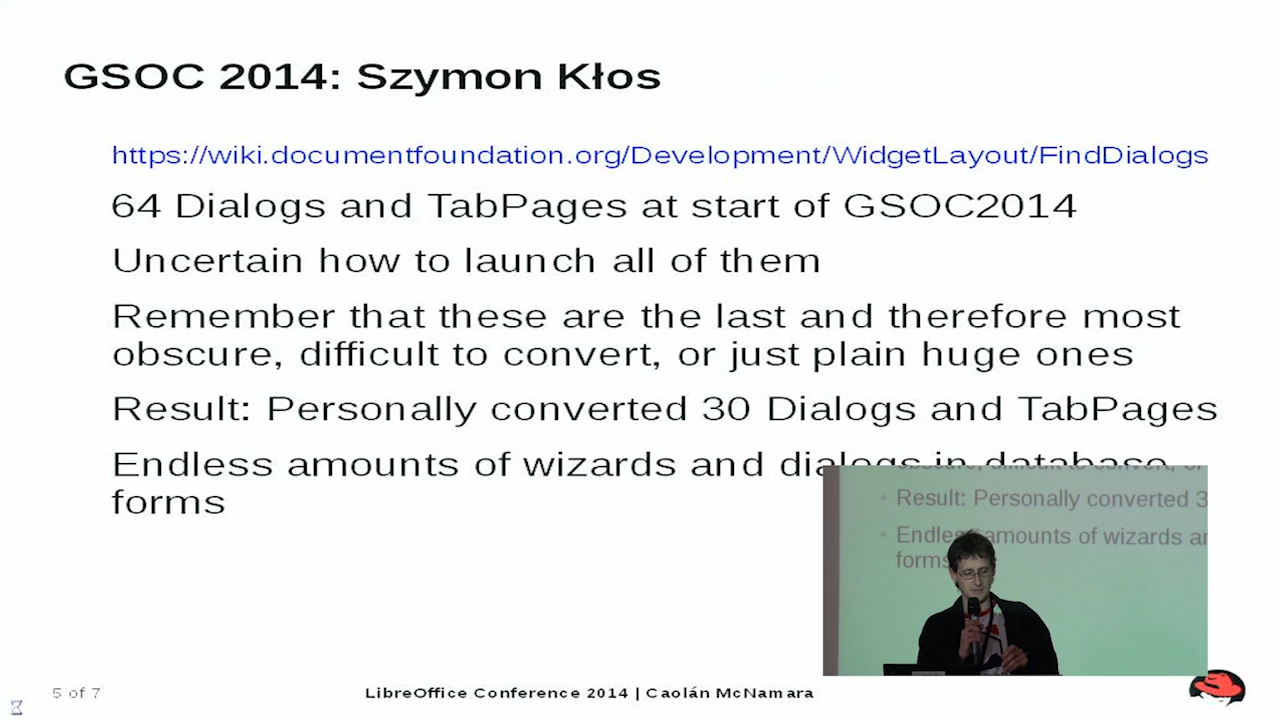 GSOC 2014: Szymon Kłos
https://wiki.documentfoundation.org/Development/WidgetLayout/FindDialogs
64 Dialogs and TabPages at start of GSOC2014
Uncertain how to launch all of them
Remember that these are the last and therefore most
obscure, difficult to convert, or just plain huge ones
Result: Personally converted 30 Dialogs and TabPages
Endless amounts of wizards and dialogs in database
forms
obscure, difficult to convert, or
• Result: Personally converted 3
• Endless amounts of wizards
forms
5 of 7
LibreOffice Conference 2014 | Caolán McNamara